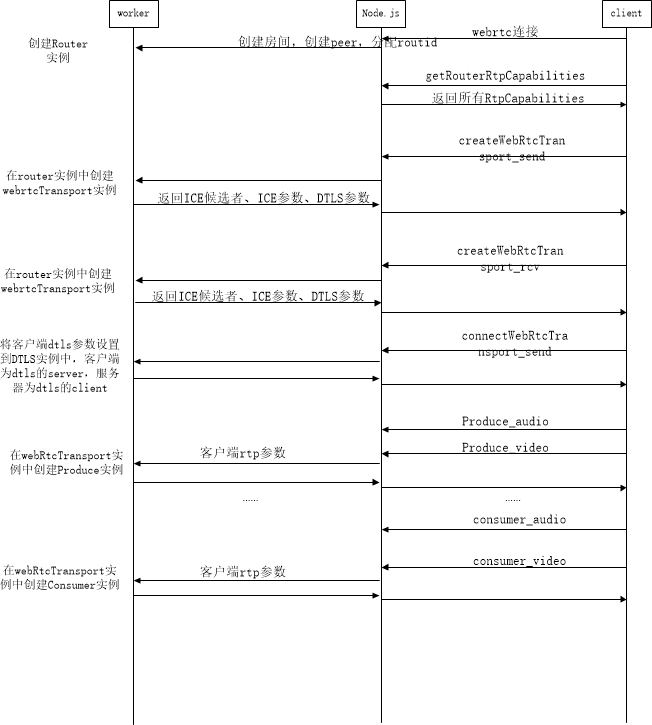 worker
Node.js
client
webrtc连接
创建Router
实例
创建房间，创建peer，分配routid
getRouterRtpCapabilities
返回所有RtpCapabilities
createWebRtcTran
sport_send
在router实例中创建
webrtcTransport实例
返回ICE候选者、ICE参数、DTLS参数
createWebRtcTran
sport_rcv
在router实例中创建
webrtcTransport实例
返回ICE候选者、ICE参数、DTLS参数
connectWebRtcTra
nsport_send
将客户端dtls参数设置
到DTLS实例中，客户端
为dtls的server，服务
器为dtls的client
Produce_audio
Produce_video
在webRtcTransport实
例中创建Produce实例
客户端rtp参数
......
......
consumer_audio
consumer_video
在webRtcTransport实
例中创建Consumer实例
客户端rtp参数